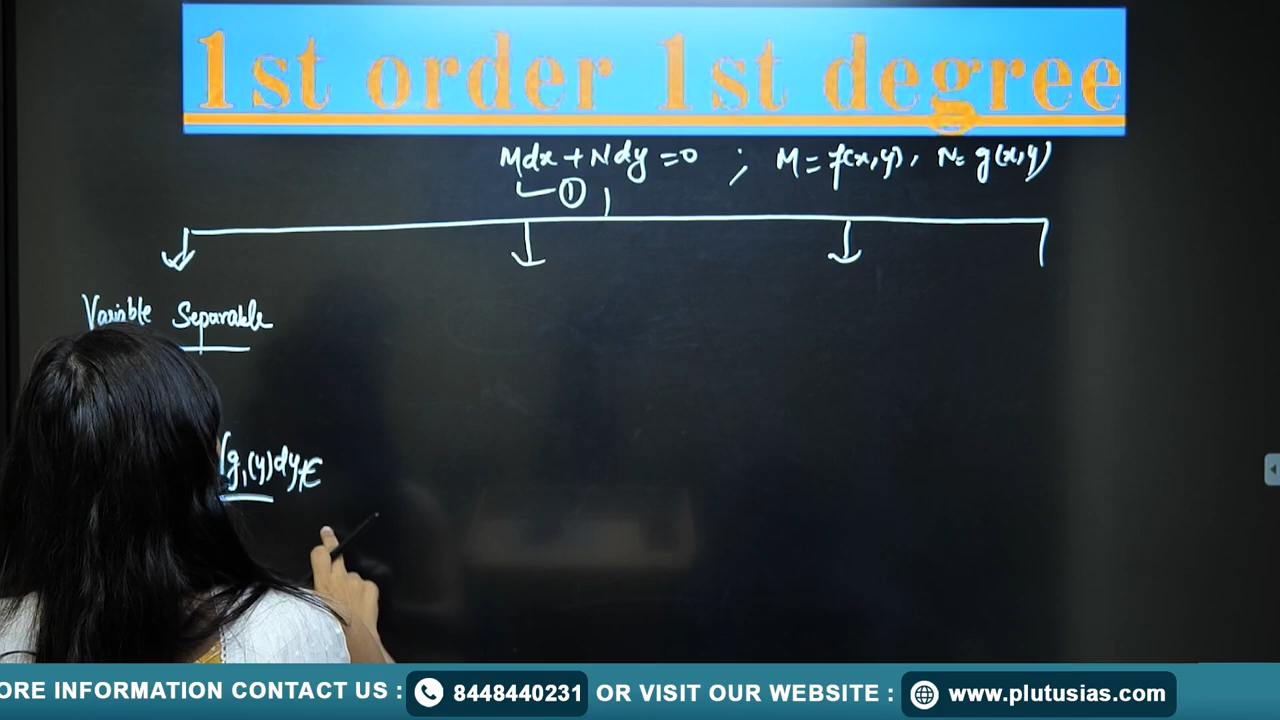 1st order 1st degree
Mdx + Ndy = 0 ; M = f(x,y), N = g(x,y)
①
Variable Separable
∫g₁(y)dy+C
ORE INFORMATION CONTACT US : 8448440231 OR VISIT OUR WEBSITE : www.plutusias.com